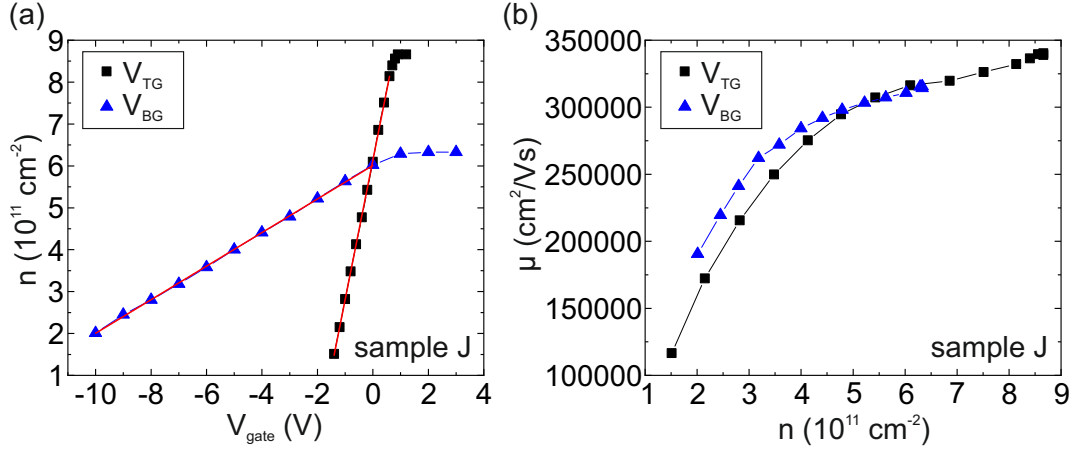 (a)
9
8
7
6
5
4
3
2
1
n (10¹¹ cm⁻²)
V_TG
V_BG
sample J
-10 -8 -6 -4 -2 0 2 4
V_gate (V)
(b)
350000
300000
250000
200000
150000
100000
µ (cm²/Vs)
V_TG
V_BG
sample J
1 2 3 4 5 6 7 8 9
n (10¹¹ cm⁻²)